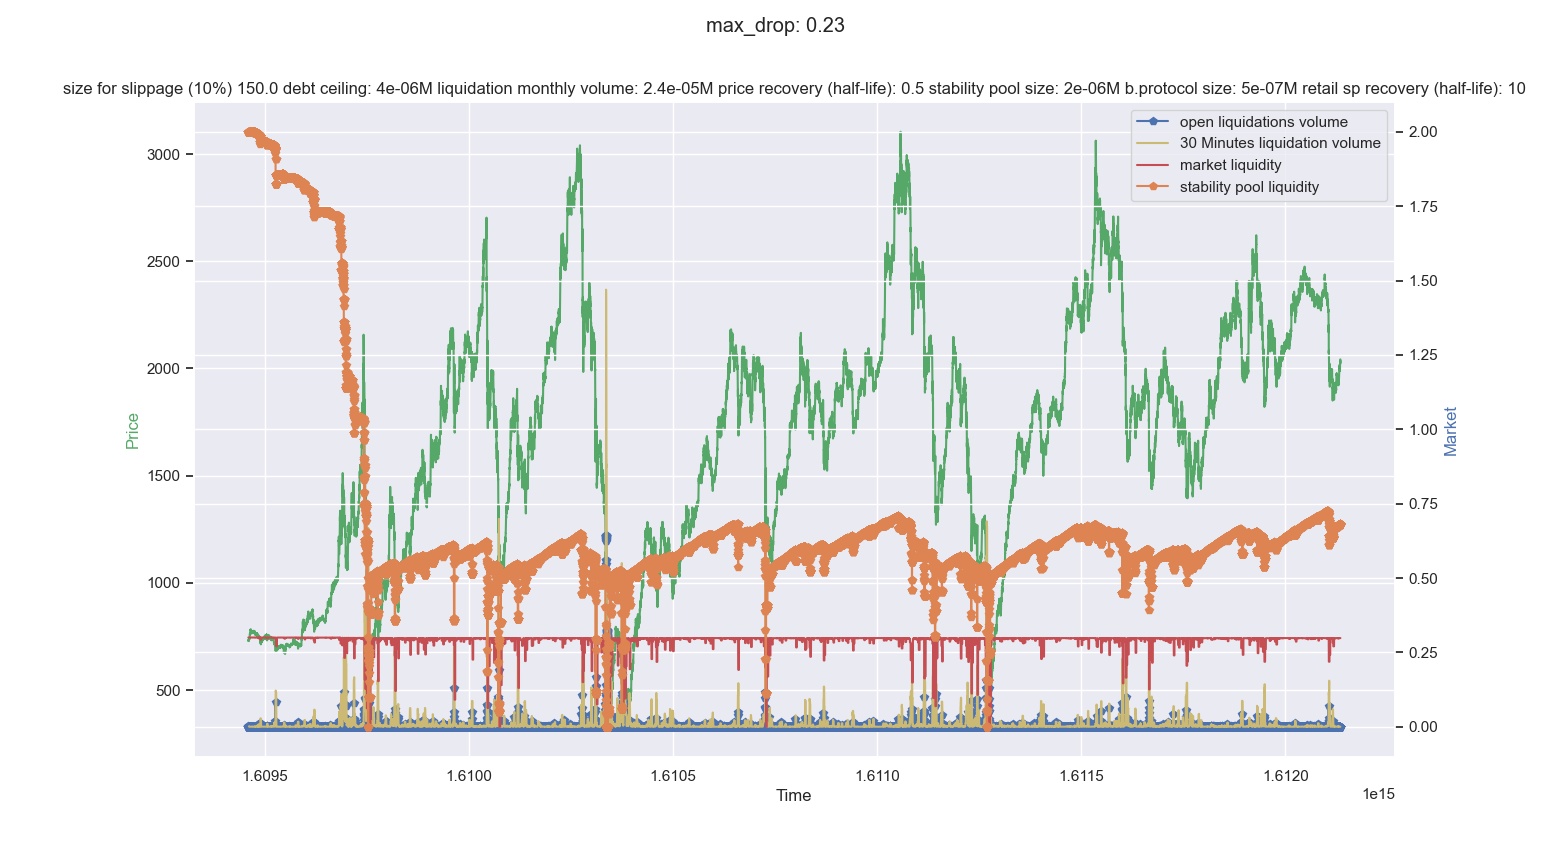 max_drop: 0.23
size for slippage (10%) 150.0 debt ceiling: 4e-06M liquidation monthly volume: 2.4e-05M price recovery (half-life): 0.5 stability pool size: 2e-06M b.protocol size: 5e-07M retail sp recovery (half-life): 10
open liquidations volume
30 Minutes liquidation volume
market liquidity
stability pool liquidity
3000
2500
2000
1500
1000
500
Price
2.00
1.75
1.50
1.25
1.00
0.75
0.50
0.25
0.00
Market
1.6095
1.6100
1.6105
1.6110
1.6115
1.6120
1e15
Time